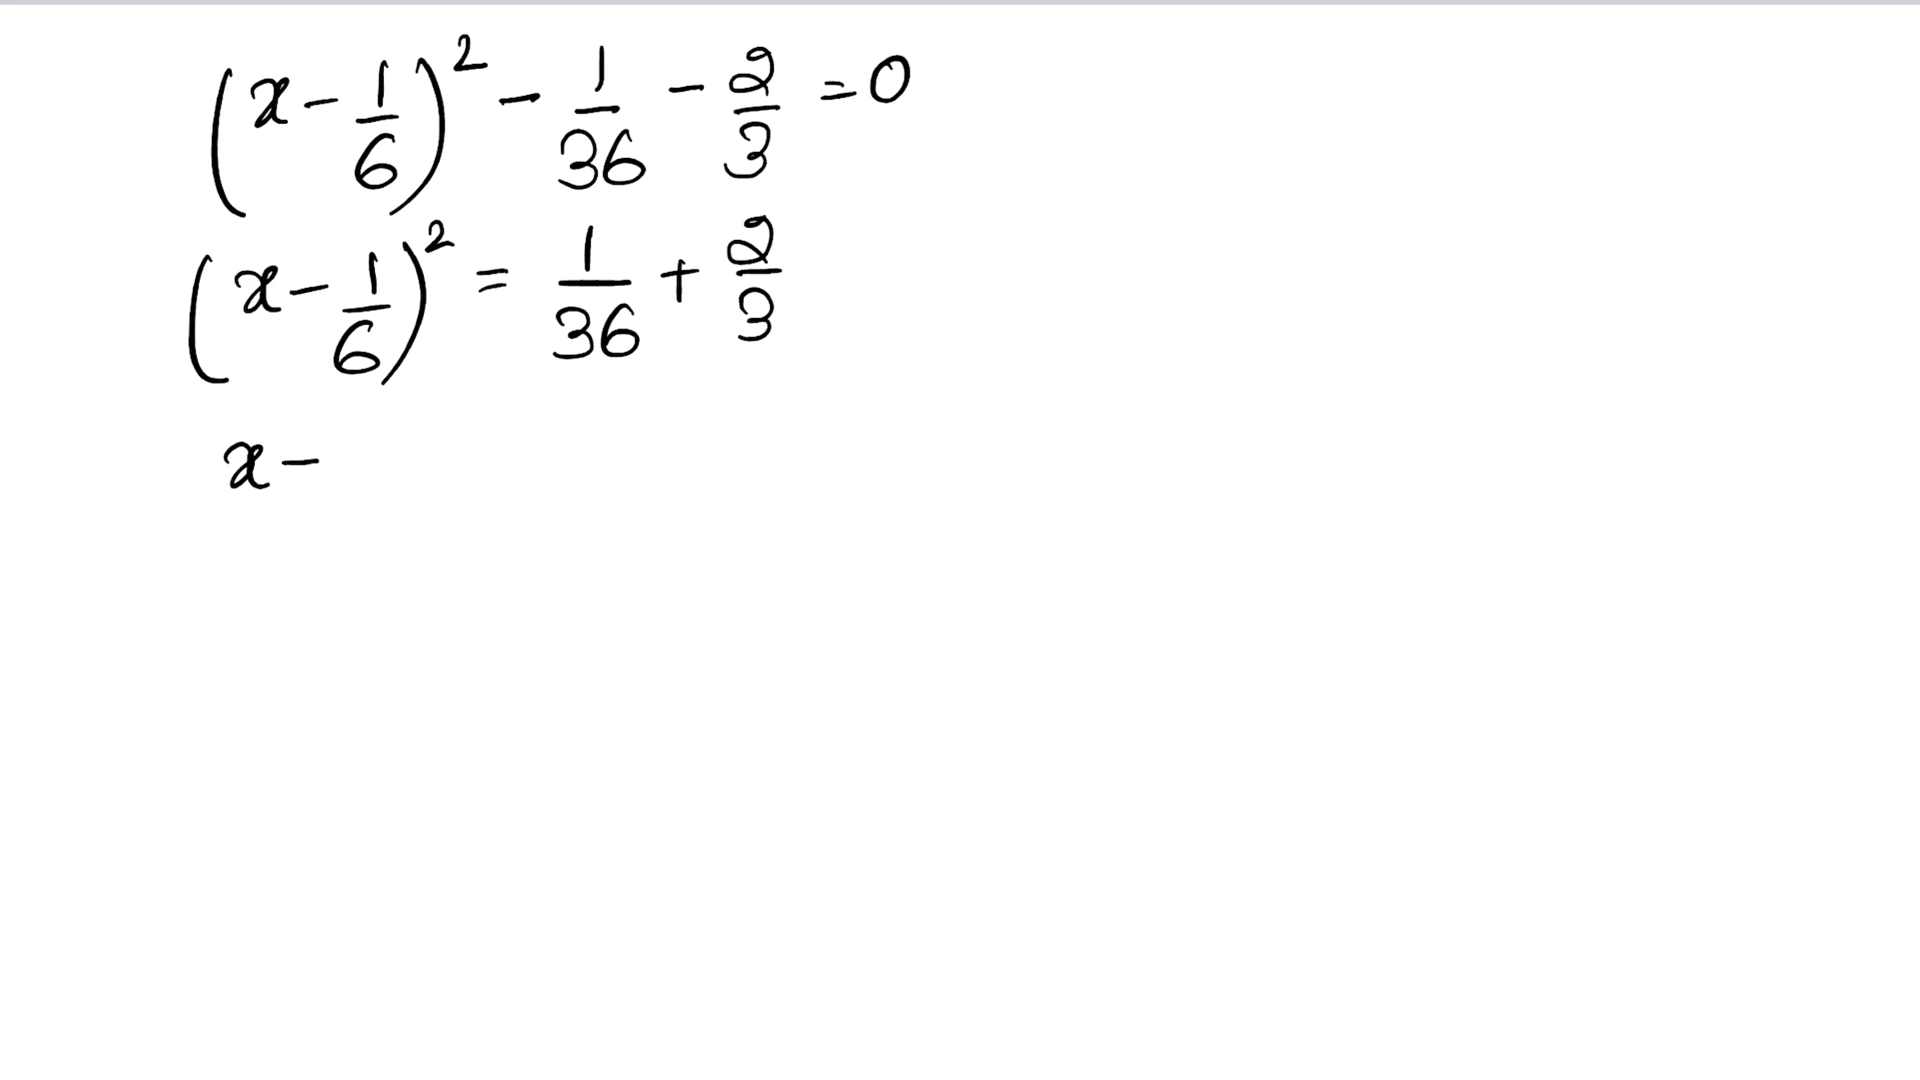 (x - 1/6)² - 1/36 - 2/3 = 0
(x - 1/6)² = 1/36 + 2/3
x -